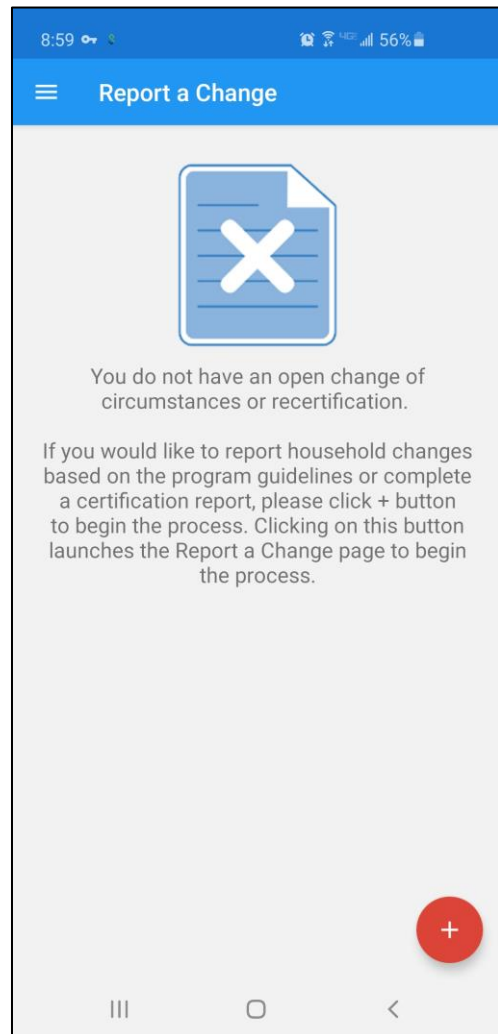 8:59 4GE 56%
Report a Change
You do not have an open change of
circumstances or recertification.
If you would like to report household changes
based on the program guidelines or complete
a certification report, please click + button
to begin the process. Clicking on this button
launches the Report a Change page to begin
the process.
+